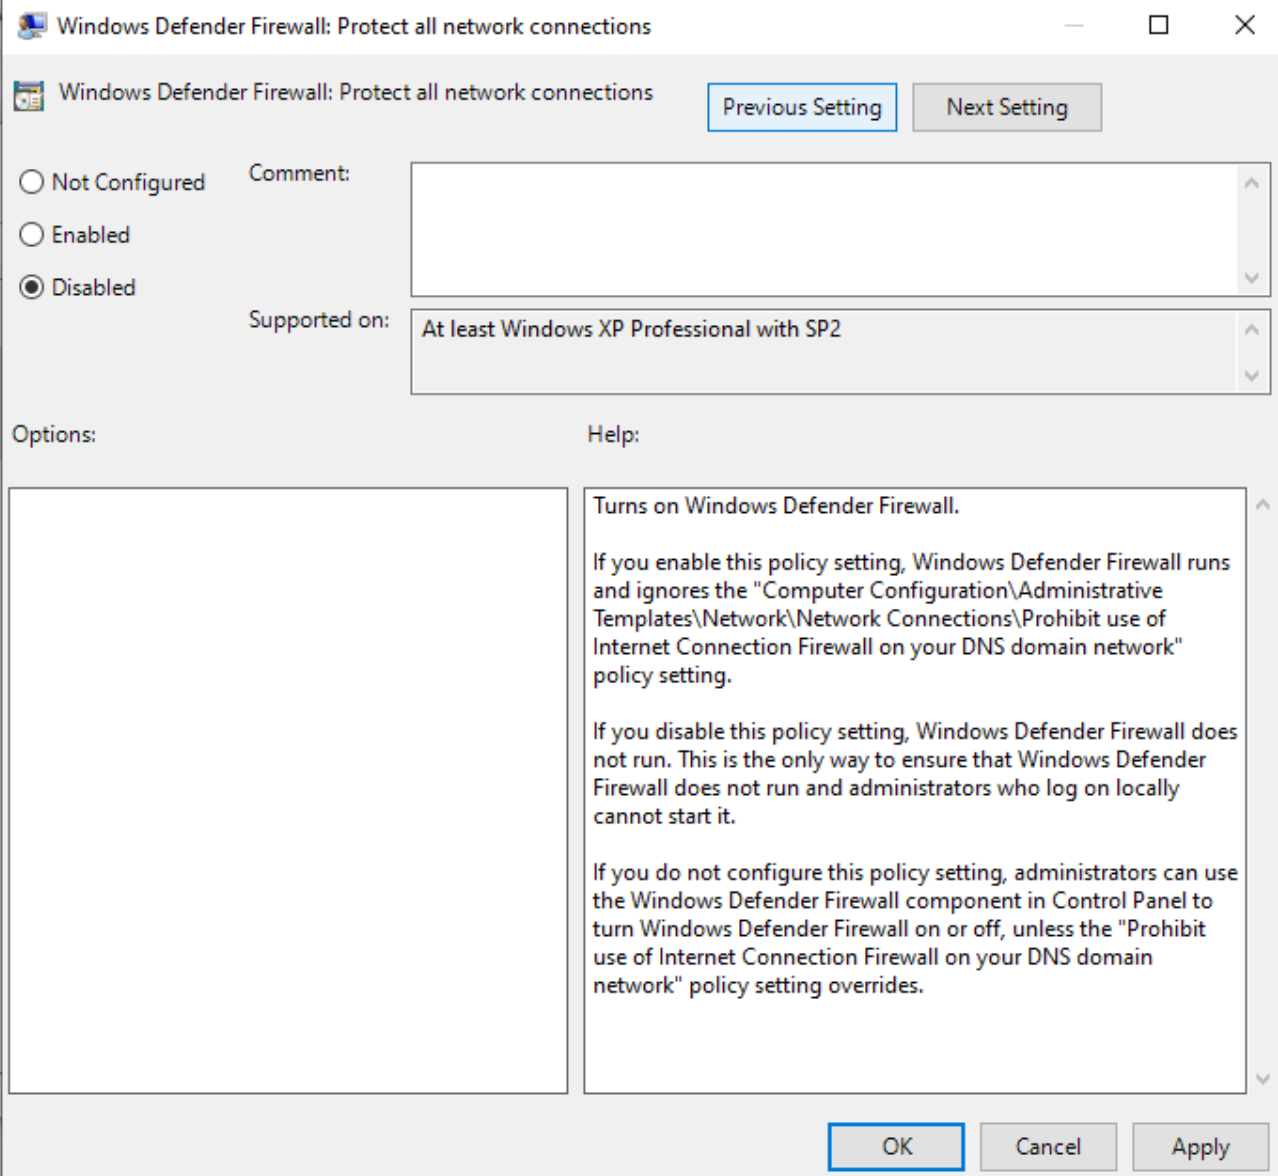 Windows Defender Firewall: Protect all network connections
Windows Defender Firewall: Protect all network connections
Previous Setting
Next Setting
Not Configured
Enabled
Disabled
Comment:
Supported on:
At least Windows XP Professional with SP2
Options:
Help:
Turns on Windows Defender Firewall.
If you enable this policy setting, Windows Defender Firewall runs
and ignores the "Computer Configuration\Administrative
Templates\Network\Network Connections\Prohibit use of
Internet Connection Firewall on your DNS domain network"
policy setting.
If you disable this policy setting, Windows Defender Firewall does
not run. This is the only way to ensure that Windows Defender
Firewall does not run and administrators who log on locally
cannot start it.
If you do not configure this policy setting, administrators can use
the Windows Defender Firewall component in Control Panel to
turn Windows Defender Firewall on or off, unless the "Prohibit
use of Internet Connection Firewall on your DNS domain
network" policy setting overrides.
OK
Cancel
Apply